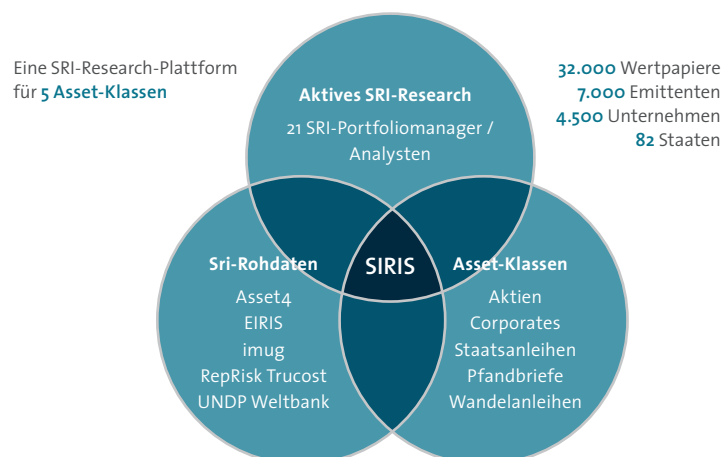 Eine SRI-Research-Plattform
für 5 Asset-Klassen
32.000 Wertpapiere
7.000 Emittenten
4.500 Unternehmen
82 Staaten
Aktives SRI-Research
21 SRI-Portfoliomanager /
Analysten
Sri-Rohdaten
Asset4
EIRIS
imug
RepRisk Trucost
UNDP Weltbank
SIRIS
Asset-Klassen
Aktien
Corporates
Staatsanleihen
Pfandbriefe
Wandelanleihen